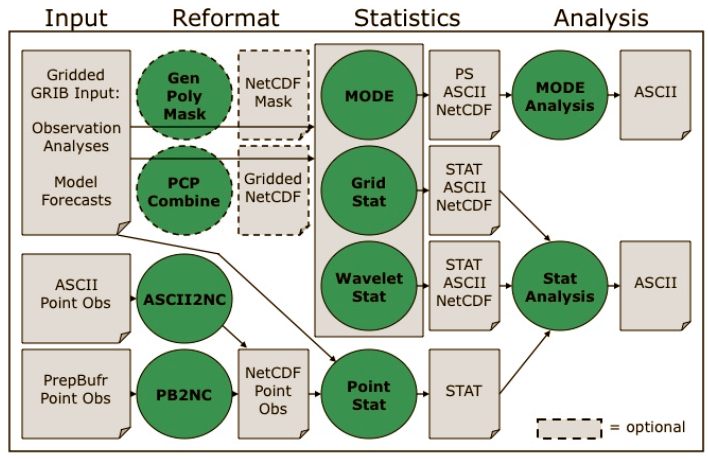 Input
Reformat
Statistics
Analysis
Gridded
GRIB Input:
Observation
Analyses
Model
Forecasts
Gen
Poly
Mask
NetCDF
Mask
MODE
PS
ASCII
NetCDF
MODE
Analysis
ASCII
PCP
Combine
Gridded
NetCDF
Grid
Stat
STAT
ASCII
NetCDF
ASCII
Point Obs
ASCII2NC
Wavelet
Stat
STAT
ASCII
NetCDF
Stat
Analysis
ASCII
PrepBufr
Point Obs
PB2NC
NetCDF
Point
Obs
Point
Stat
STAT
= optional